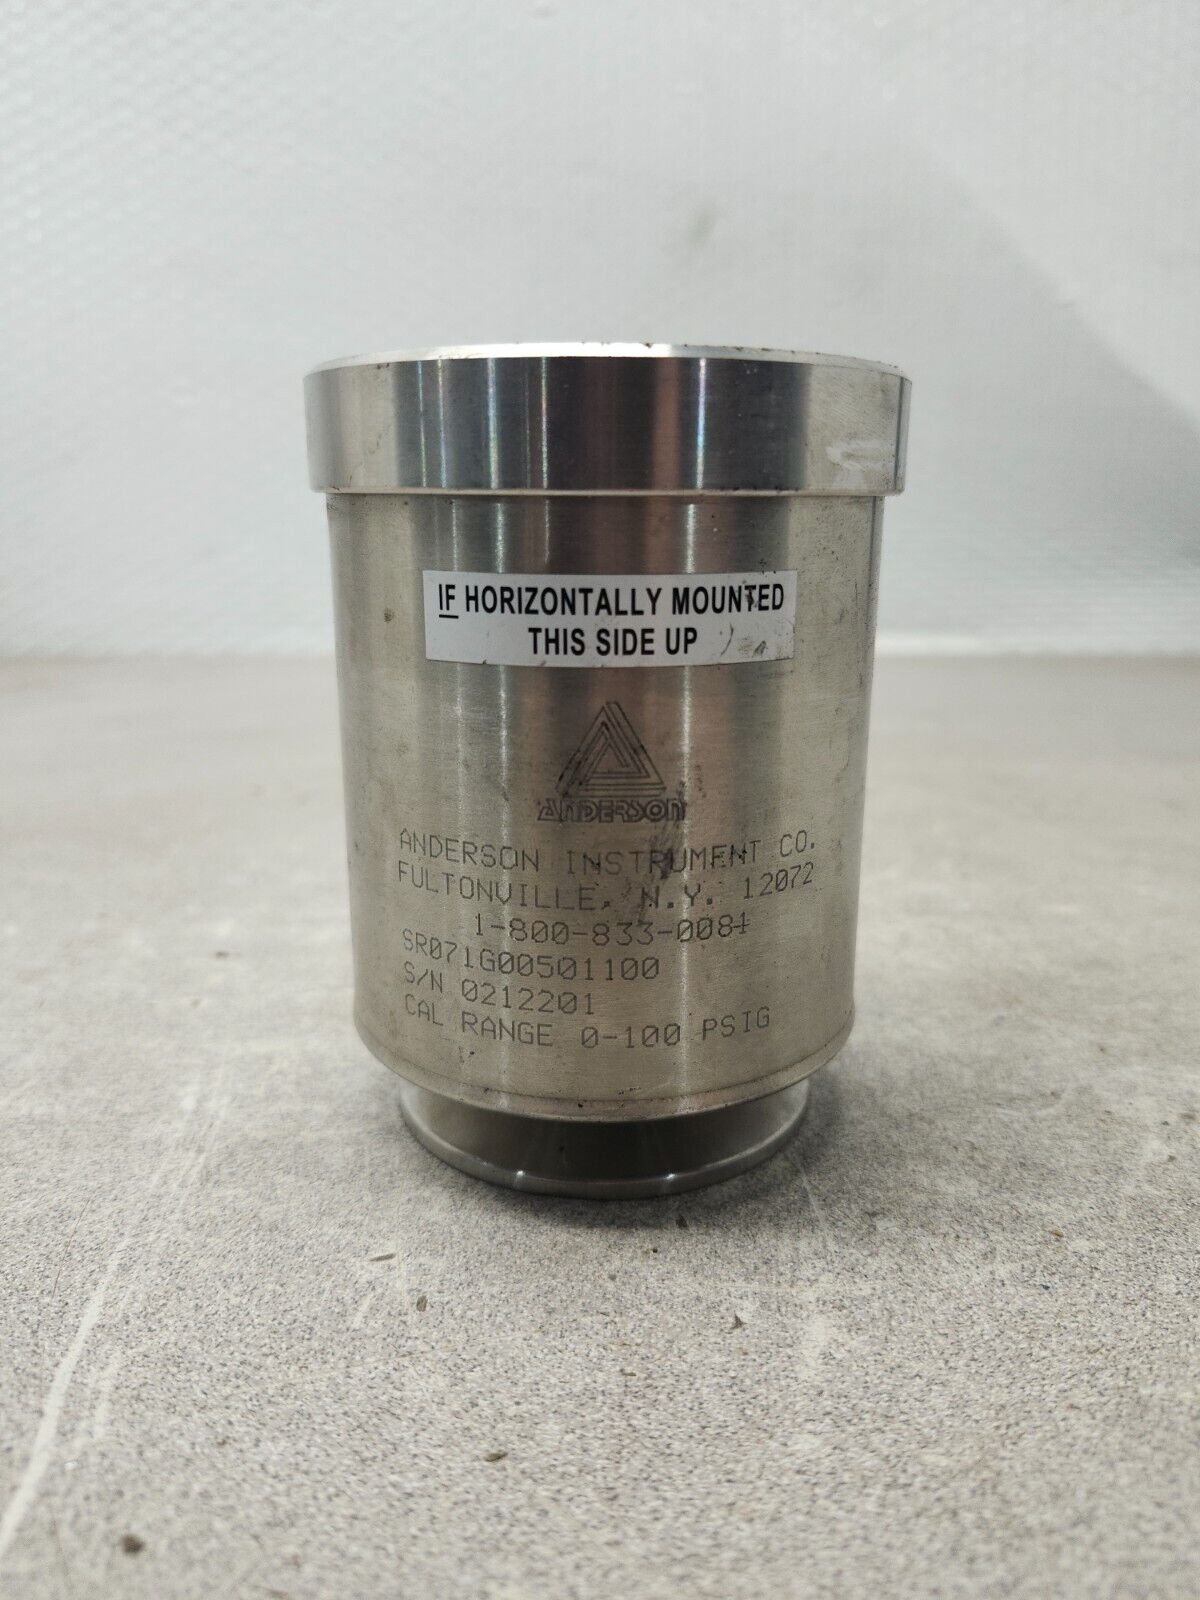 IF HORIZONTALLY MOUNTED
THIS SIDE UP
ANDERSON
ANDERSON INSTRUMENT CO.
FULTONVILLE, N.Y. 12072
1-800-833-0081
SR071G00501100
S/N 0212201
CAL RANGE 0-100 PSIG